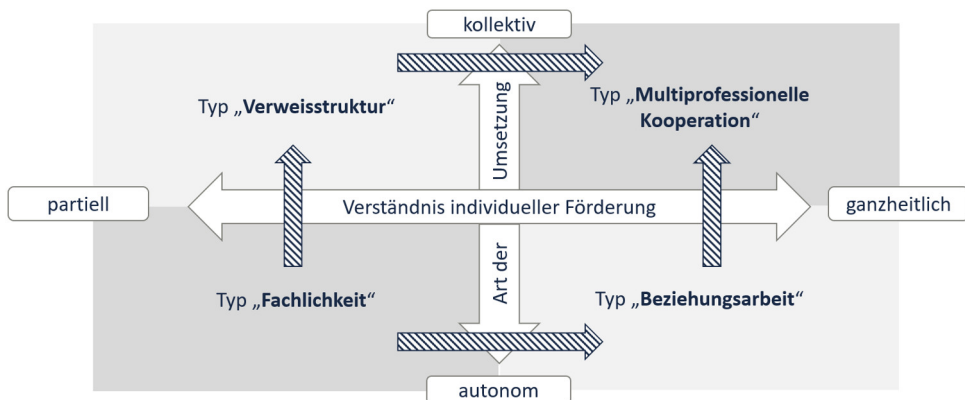 kollektiv
Typ „Verweisstruktur“
Typ „Multiprofessionelle
Kooperation“
Art der Umsetzung
partiell
Verständnis individueller Förderung
ganzheitlich
Typ „Fachlichkeit“
Typ „Beziehungsarbeit“
autonom